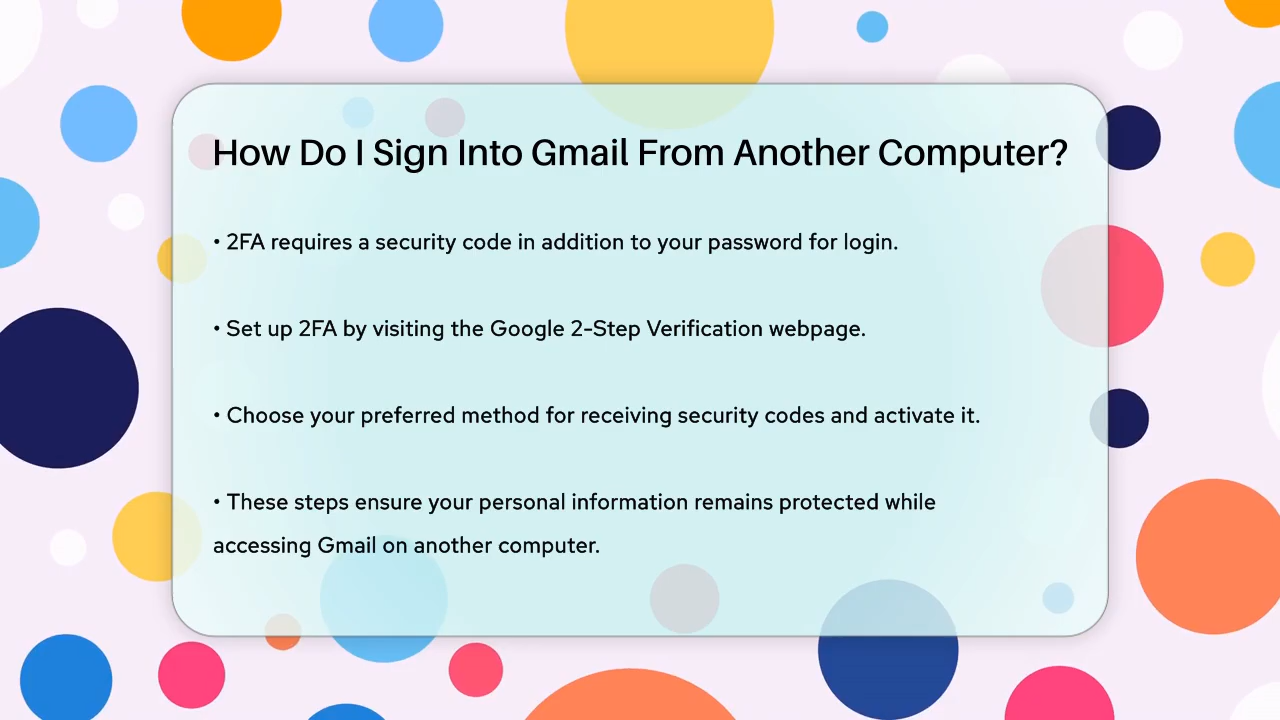 How Do I Sign Into Gmail From Another Computer?
• 2FA requires a security code in addition to your password for login.
• Set up 2FA by visiting the Google 2-Step Verification webpage.
• Choose your preferred method for receiving security codes and activate it.
• These steps ensure your personal information remains protected while
accessing Gmail on another computer.